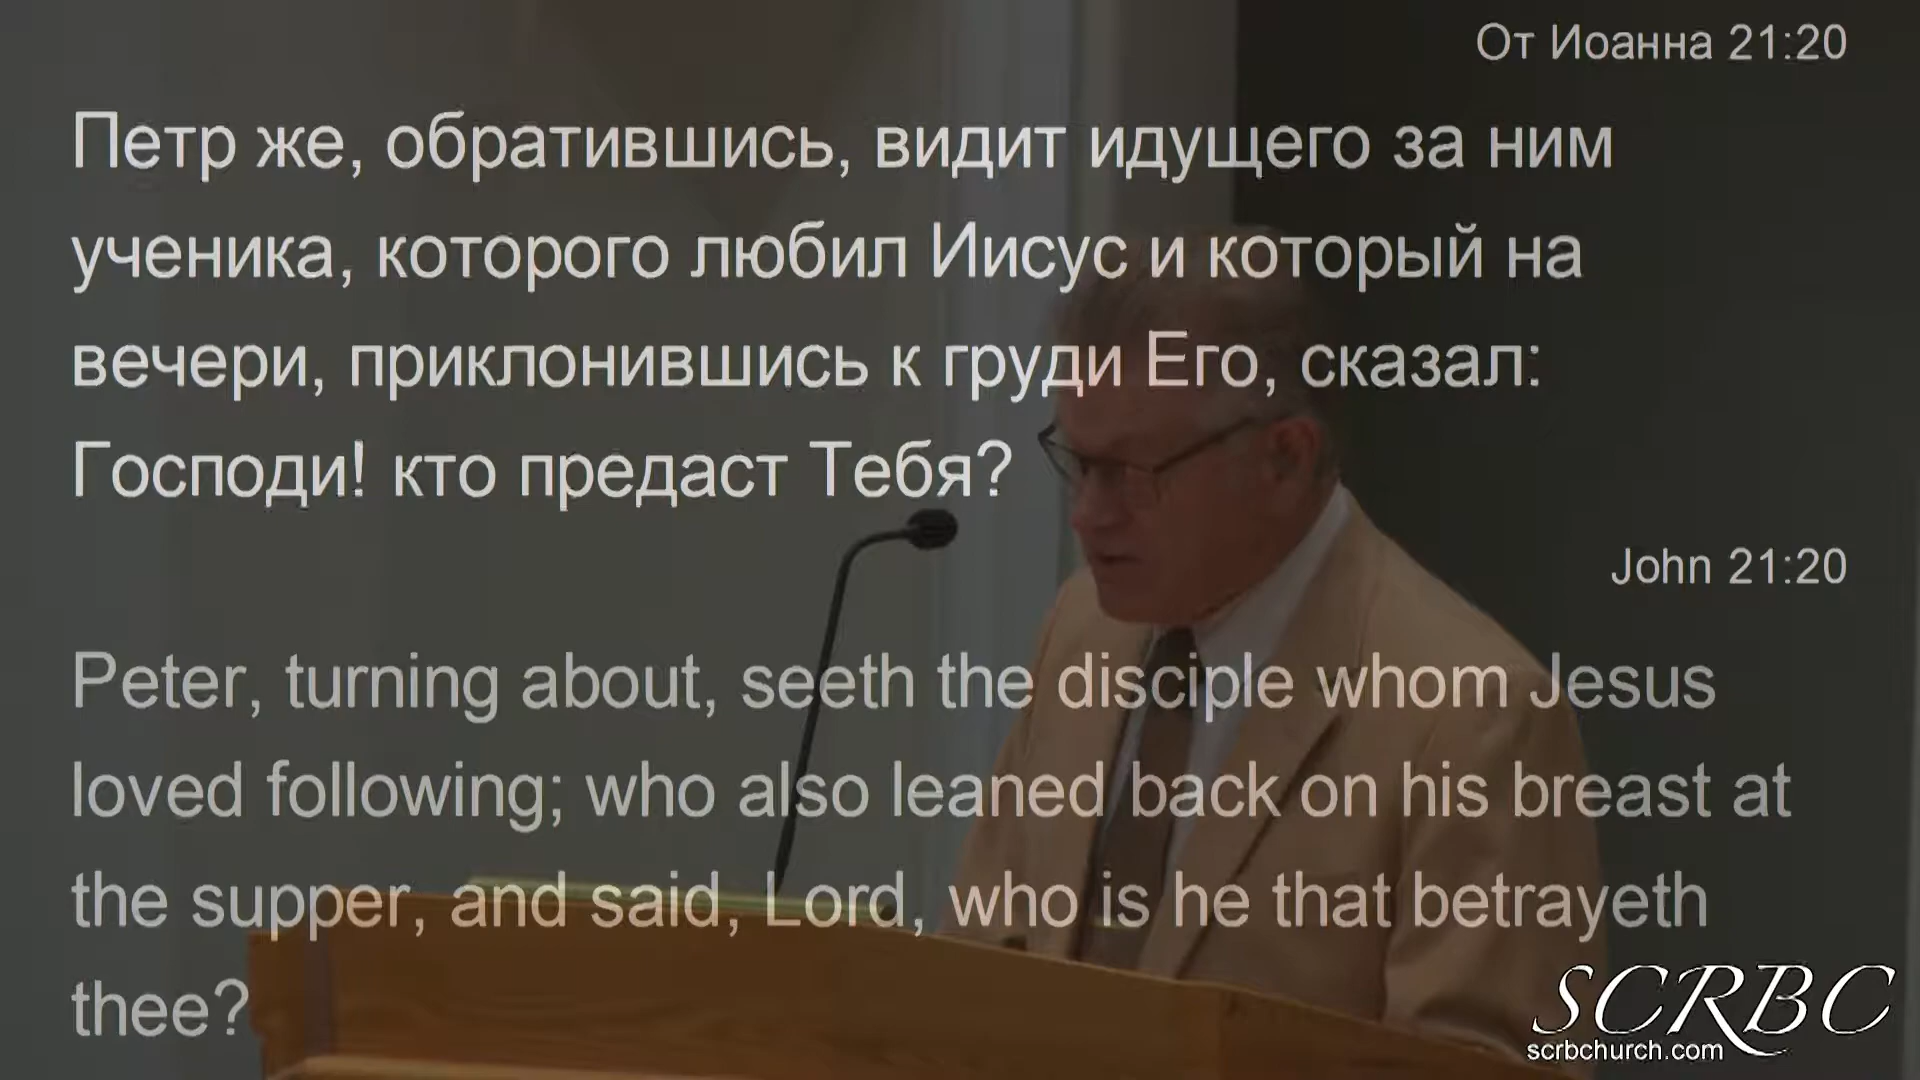 От Иоанна 21:20
Петр же, обратившись, видит идущего за ним
ученика, которого любил Иисус и который на
вечери, приклонившись к груди Его, сказал:
Господи! кто предаст Тебя?
John 21:20
Peter, turning about, seeth the disciple whom Jesus
loved following; who also leaned back on his breast at
the supper, and said, Lord, who is he that betrayeth
thee?
SCRBC
scrbchurch.com